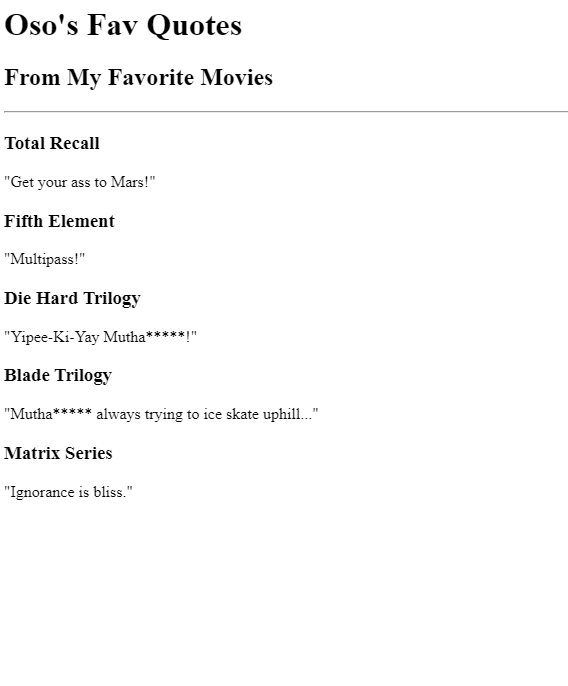 Oso's Fav Quotes
From My Favorite Movies
Total Recall
"Get your ass to Mars!"
Fifth Element
"Multipass!"
Die Hard Trilogy
"Yipee-Ki-Yay Mutha*****!"
Blade Trilogy
"Mutha***** always trying to ice skate uphill..."
Matrix Series
"Ignorance is bliss."